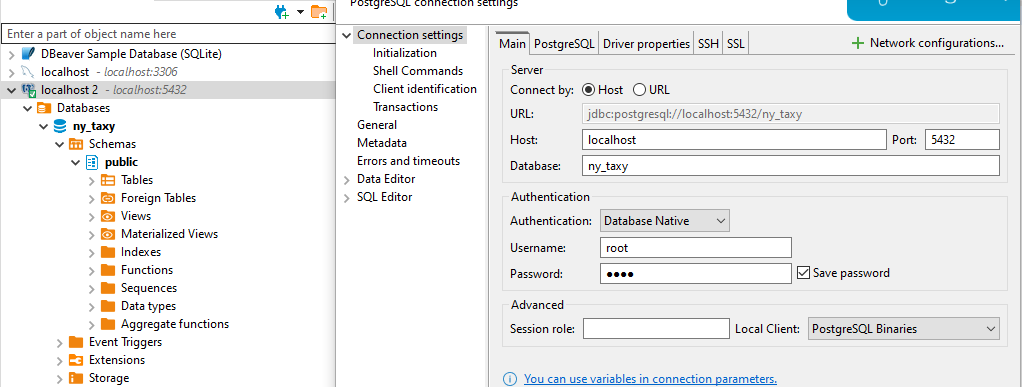 PostgreSQL connection settings
Enter a part of object name here
DBeaver Sample Database (SQLite)
localhost - localhost:3306
localhost 2 - localhost:5432
Databases
ny_taxy
Schemas
public
Tables
Foreign Tables
Views
Materialized Views
Indexes
Functions
Sequences
Data types
Aggregate functions
Event Triggers
Extensions
Storage
Connection settings
Initialization
Shell Commands
Client identification
Transactions
General
Metadata
Errors and timeouts
Data Editor
SQL Editor
Main PostgreSQL Driver properties SSH SSL Network configurations...
Server
Connect by: Host URL
URL: jdbc:postgresql://localhost:5432/ny_taxy
Host: localhost Port: 5432
Database: ny_taxy
Authentication
Authentication: Database Native
Username: root
Password: ●●●● Save password
Advanced
Session role: Local Client: PostgreSQL Binaries
You can use variables in connection parameters.